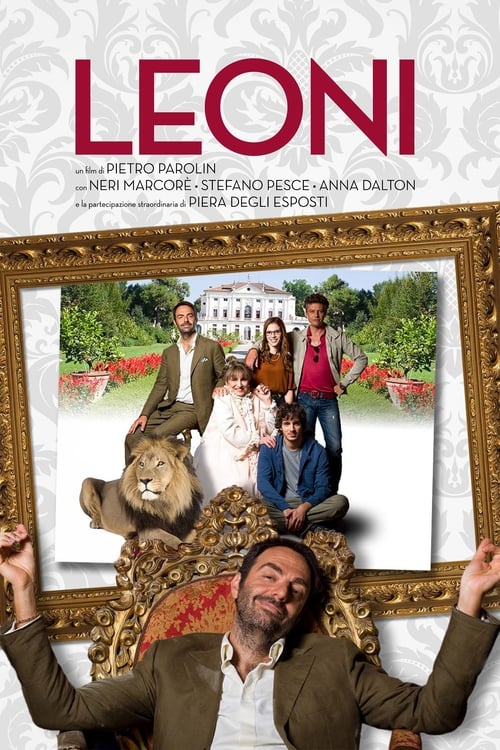 LEONI
un film di PIETRO PAROLIN
con NERI MARCORÈ • STEFANO PESCE • ANNA DALTON
e la partecipazione straordinaria di PIERA DEGLI ESPOSTI